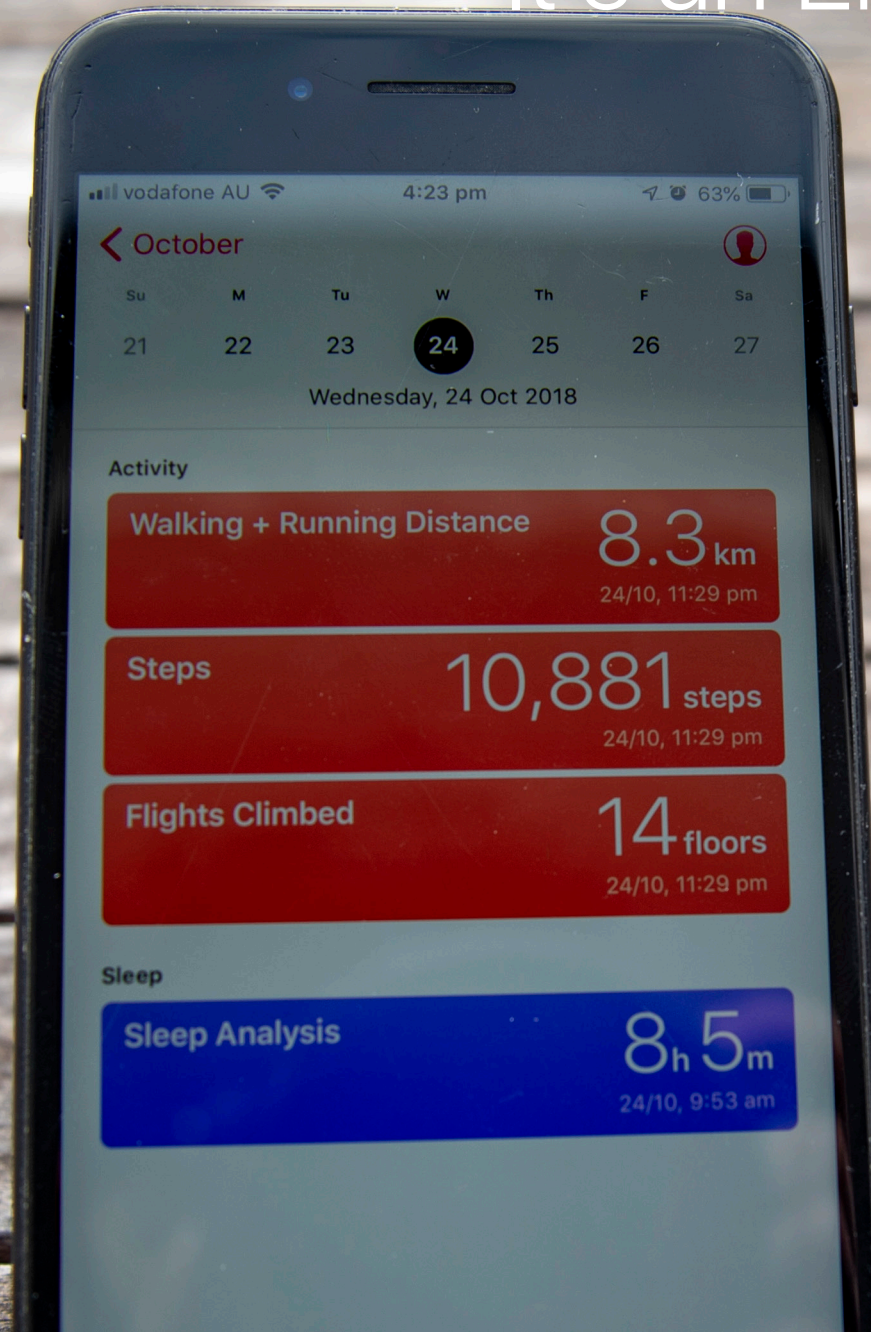 vodafone AU 4:23 pm 63%
October
Su M Tu W Th F Sa
21 22 23 24 25 26 27
Wednesday, 24 Oct 2018
Activity
Walking + Running Distance 8.3 km
24/10, 11:29 pm
Steps 10,881 steps
24/10, 11:29 pm
Flights Climbed 14 floors
24/10, 11:29 pm
Sleep
Sleep Analysis 8h 5m
24/10, 9:53 am